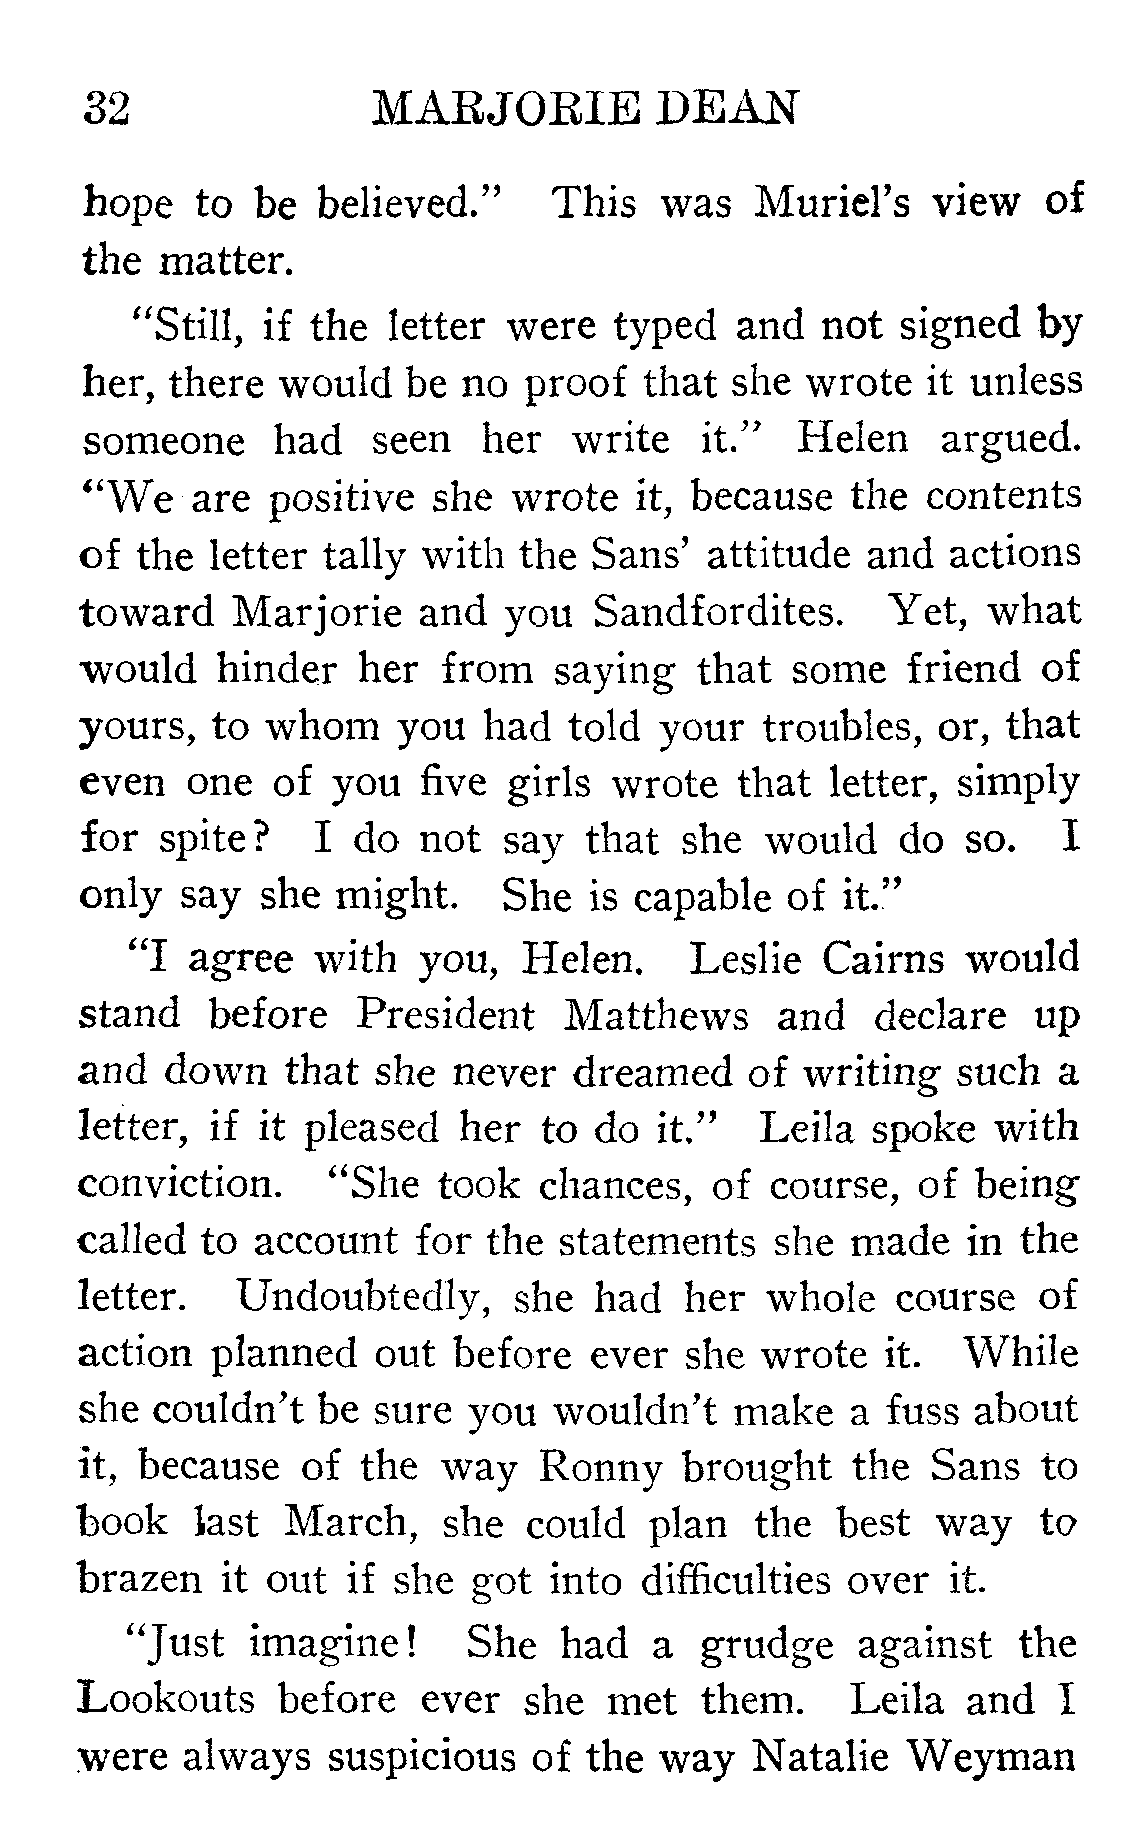 32 MARJORIE DEAN
hope to be believed." This was Muriel's view of
the matter.
"Still, if the letter were typed and not signed by
her, there would be no proof that she wrote it unless
someone had seen her write it." Helen argued.
"We are positive she wrote it, because the contents
of the letter tally with the Sans' attitude and actions
toward Marjorie and you Sandfordites. Yet, what
would hinder her from saying that some friend of
yours, to whom you had told your troubles, or, that
even one of you five girls wrote that letter, simply
for spite? I do not say that she would do so. I
only say she might. She is capable of it."
"I agree with you, Helen. Leslie Cairns would
stand before President Matthews and declare up
and down that she never dreamed of writing such a
letter, if it pleased her to do it." Leila spoke with
conviction. "She took chances, of course, of being
called to account for the statements she made in the
letter. Undoubtedly, she had her whole course of
action planned out before ever she wrote it. While
she couldn't be sure you wouldn't make a fuss about
it, because of the way Ronny brought the Sans to
book last March, she could plan the best way to
brazen it out if she got into difficulties over it.
"Just imagine! She had a grudge against the
Lookouts before ever she met them. Leila and I
were always suspicious of the way Natalie Weyman